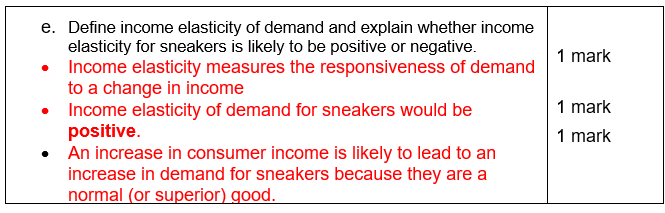 e. Define income elasticity of demand and explain whether income
elasticity for sneakers is likely to be positive or negative.
• Income elasticity measures the responsiveness of demand
to a change in income
1 mark
• Income elasticity of demand for sneakers would be
positive.
1 mark
• An increase in consumer income is likely to lead to an
increase in demand for sneakers because they are a
normal (or superior) good.
1 mark